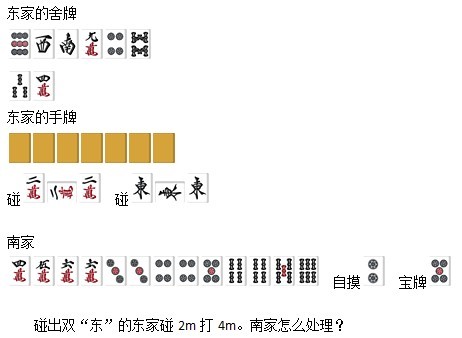 东家的舍牌
西 南 九萬
四萬
东家的手牌
碰 二萬 二萬 二萬 碰 東 東 東
南家
四萬 伍萬 六萬 六萬 自摸 宝牌
碰出双“东”的东家碰 2m 打 4m。南家怎么处理？